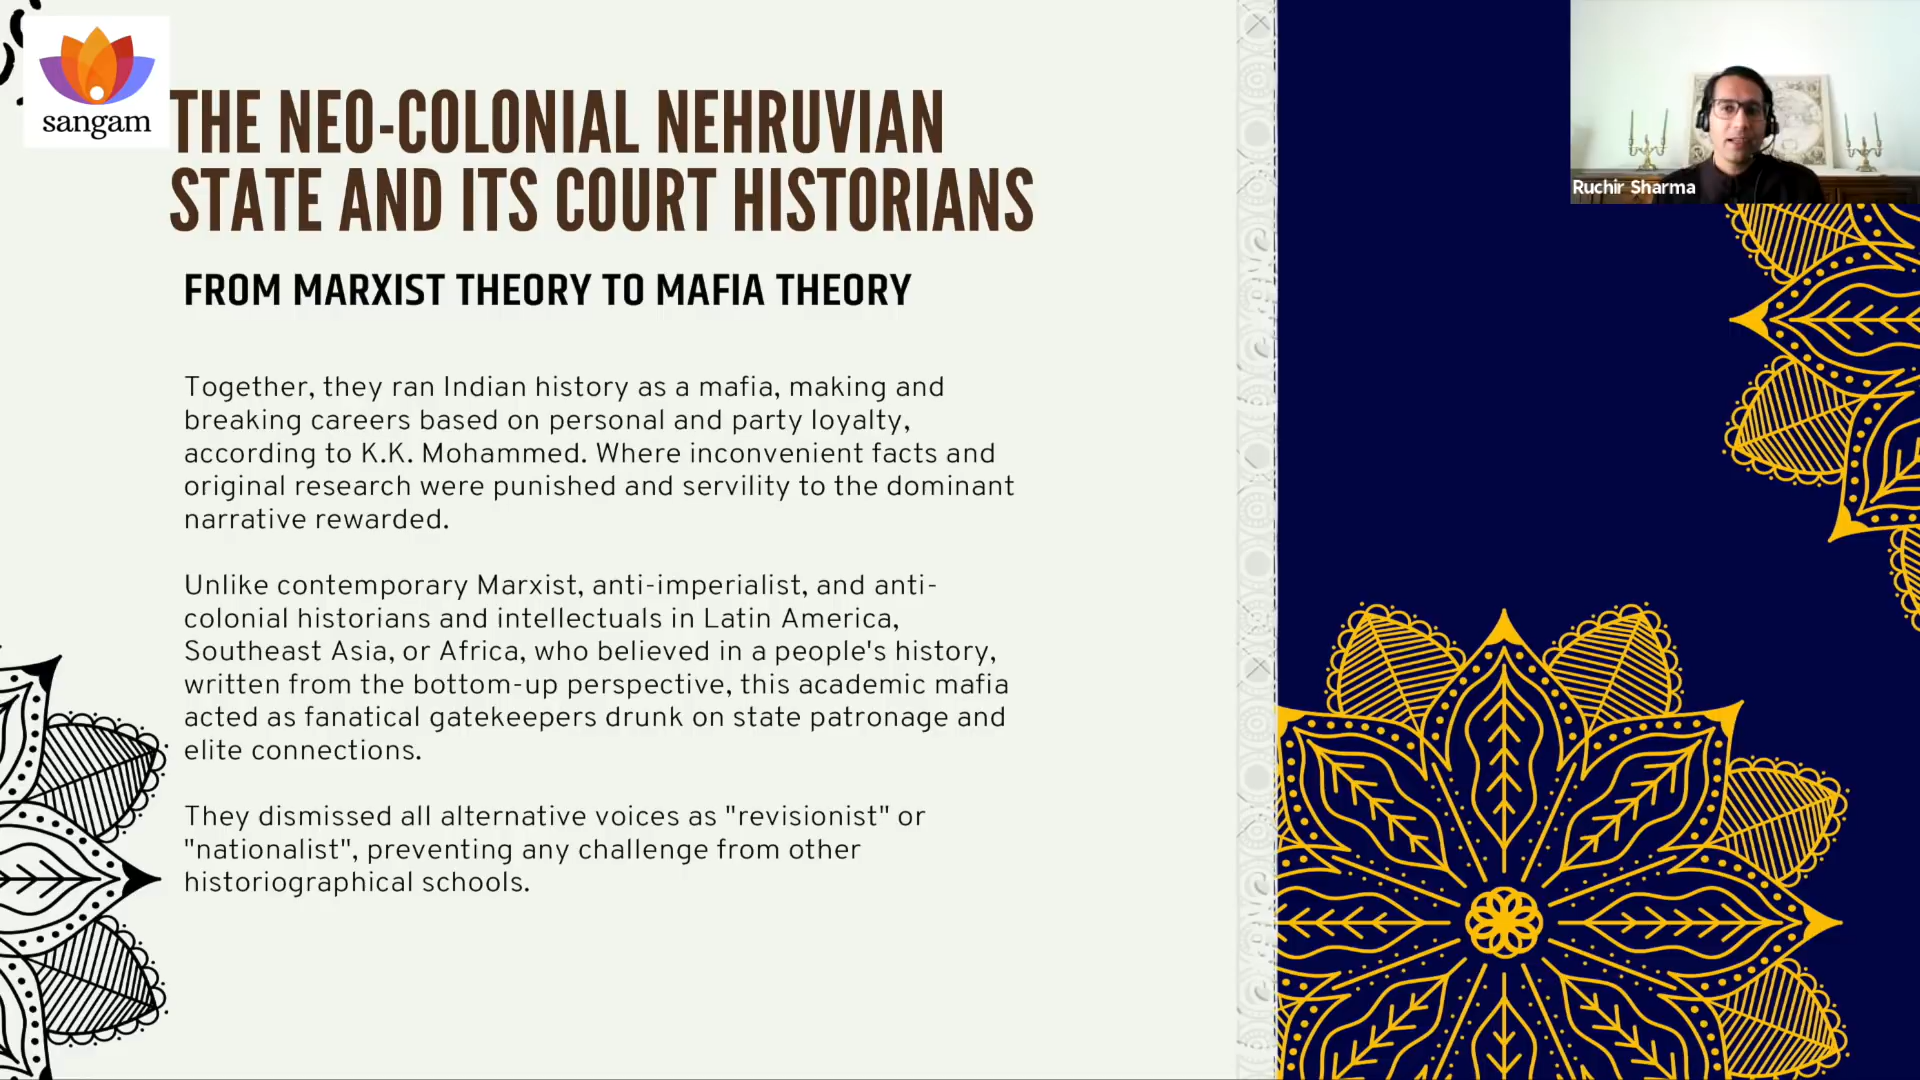 sangam
THE NEO-COLONIAL NEHRUVIAN
STATE AND ITS COURT HISTORIANS
FROM MARXIST THEORY TO MAFIA THEORY
Together, they ran Indian history as a mafia, making and
breaking careers based on personal and party loyalty,
according to K.K. Mohammed. Where inconvenient facts and
original research were punished and servility to the dominant
narrative rewarded.
Unlike contemporary Marxist, anti-imperialist, and anti-
colonial historians and intellectuals in Latin America,
Southeast Asia, or Africa, who believed in a people's history,
written from the bottom-up perspective, this academic mafia
acted as fanatical gatekeepers drunk on state patronage and
elite connections.
They dismissed all alternative voices as "revisionist" or
"nationalist", preventing any challenge from other
historiographical schools.
Ruchir Sharma